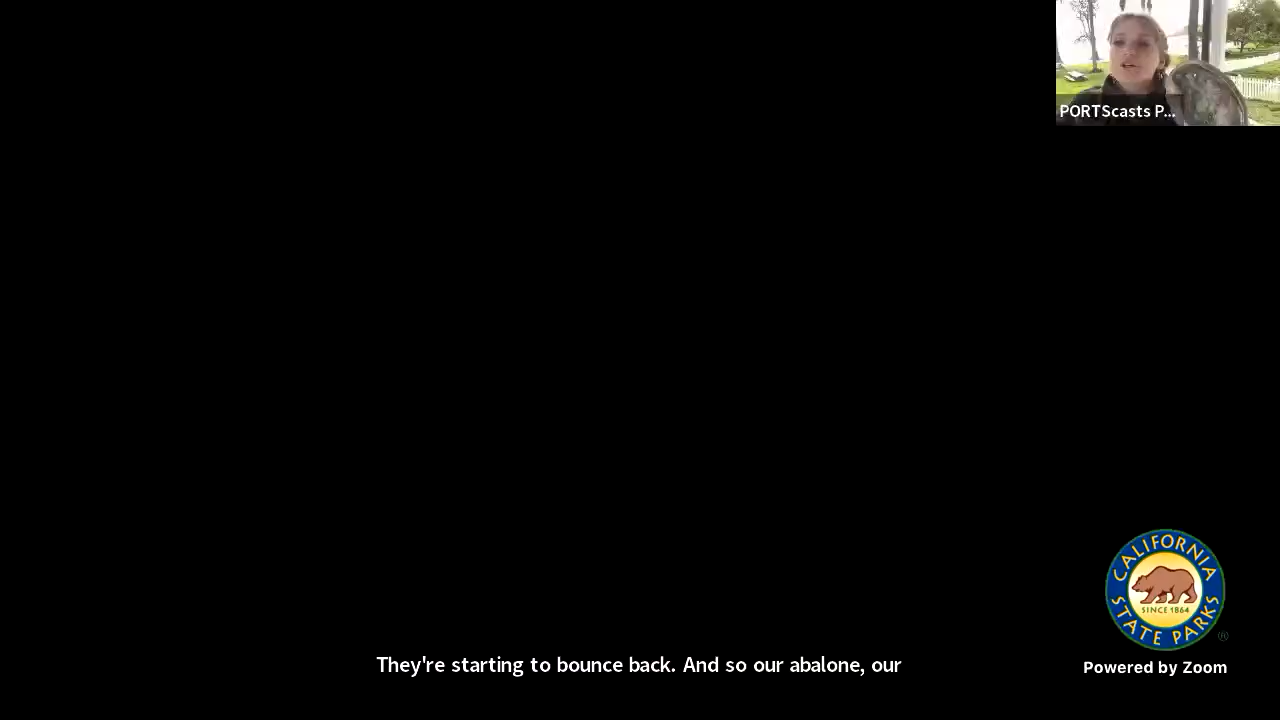 PORTScasts P...
CALIFORNIA
SINCE 1864
STATE PARKS
®
They're starting to bounce back. And so our abalone, our
Powered by Zoom